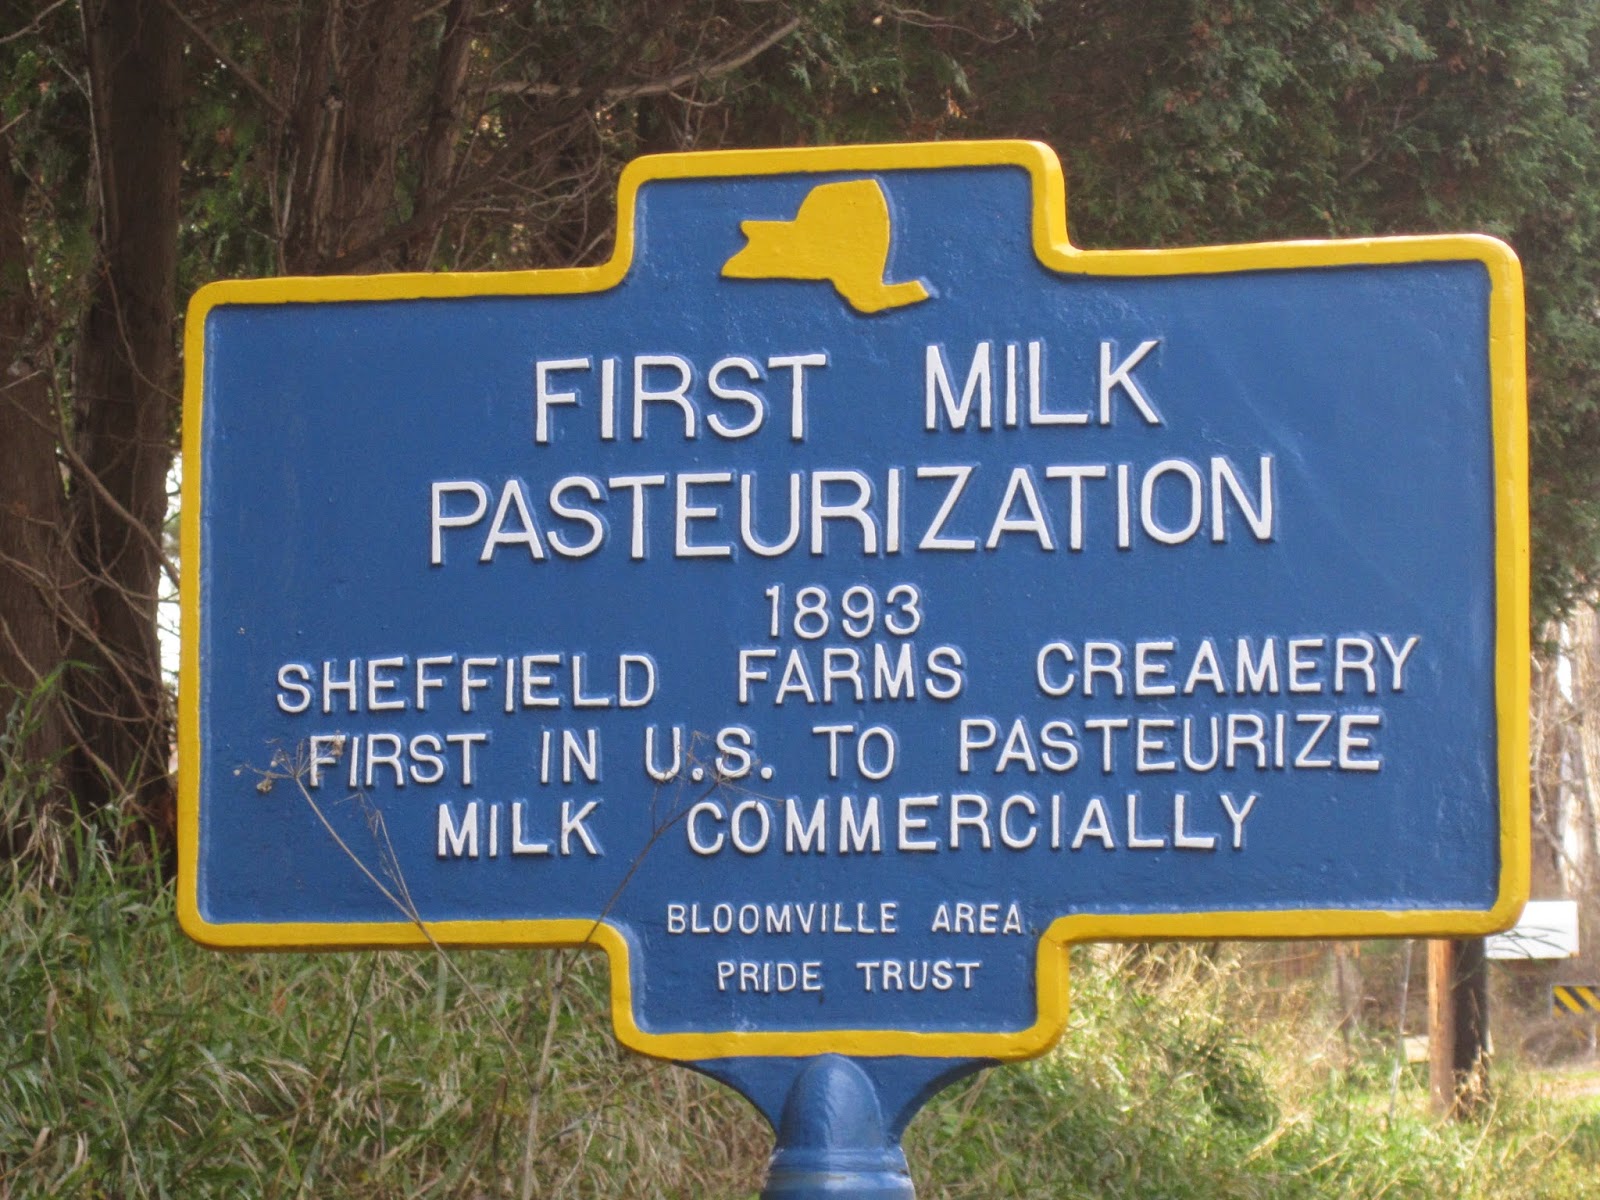 FIRST MILK
PASTEURIZATION
1893
SHEFFIELD FARMS CREAMERY
FIRST IN U.S. TO PASTEURIZE
MILK COMMERCIALLY
BLOOMVILLE AREA
PRIDE TRUST